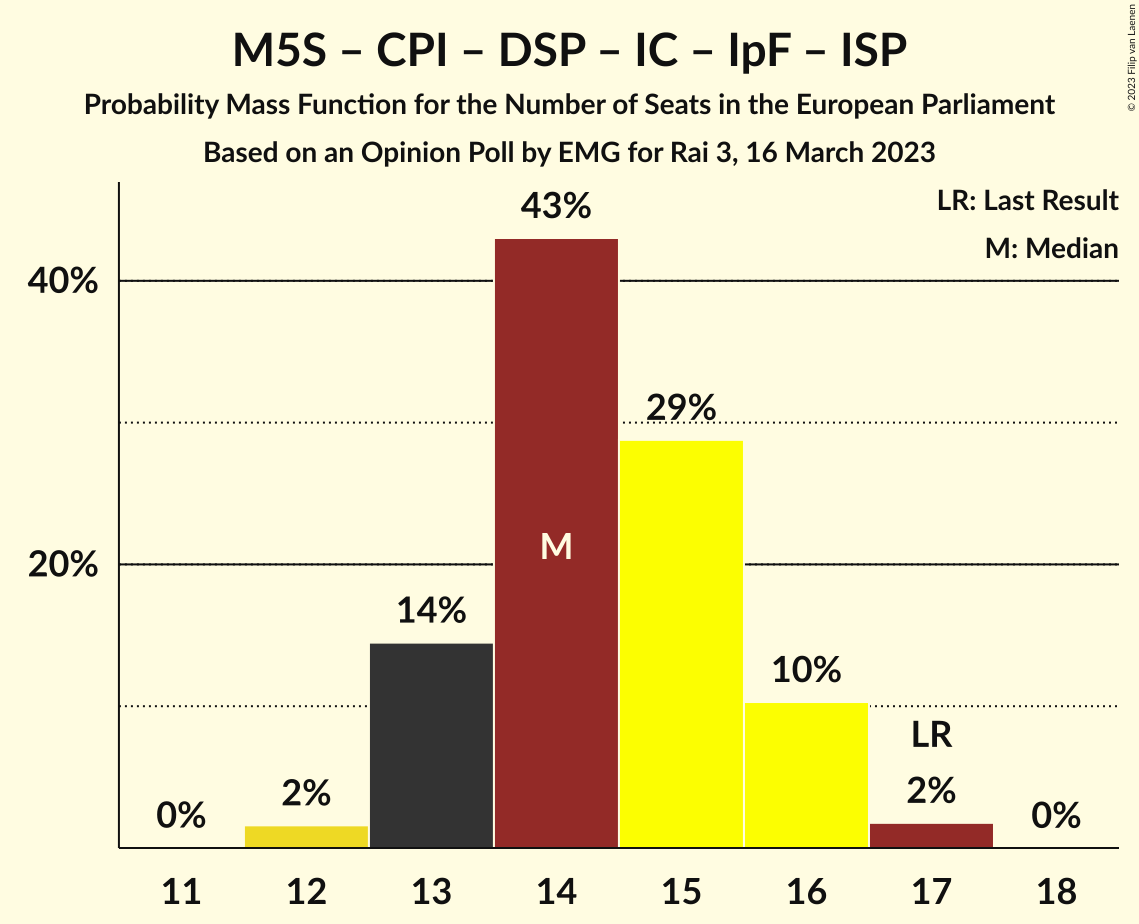 M5S – CPI – DSP – IC – IpF – ISP
Probability Mass Function for the Number of Seats in the European Parliament
Based on an Opinion Poll by EMG for Rai 3, 16 March 2023
© 2023 Filip van Laenen
LR: Last Result
M: Median
43%
40%
29%
M
20%
14%
10%
LR
2%
2%
0%
0%
11 12 13 14 15 16 17 18